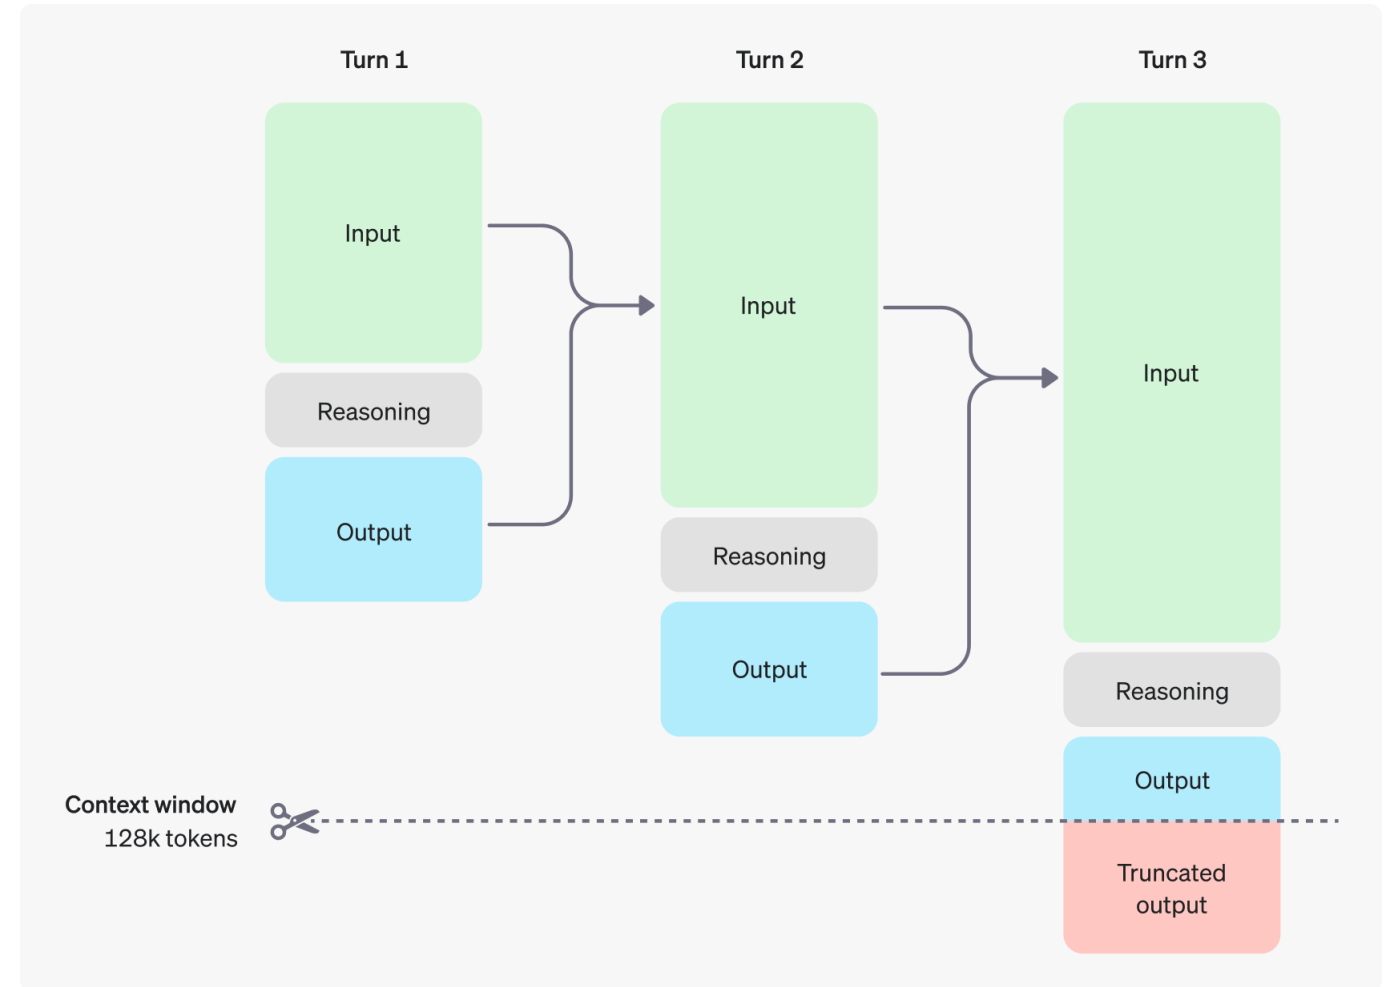 Turn 1
Turn 2
Turn 3
Input
Reasoning
Output
Input
Reasoning
Output
Input
Reasoning
Output
Context window
128k tokens
Truncated
output